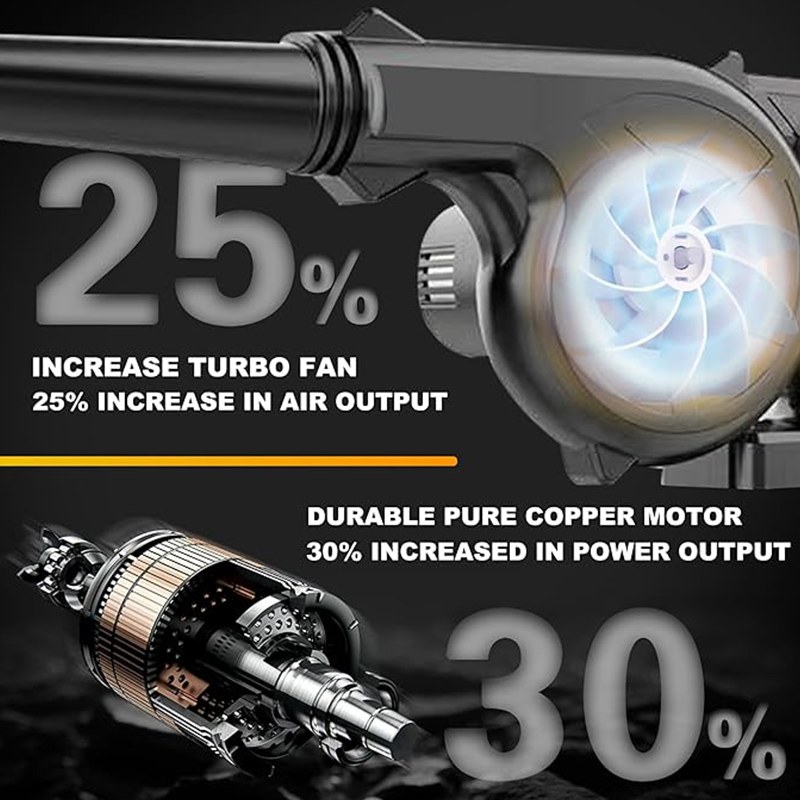 25%
INCREASE TURBO FAN
25% INCREASE IN AIR OUTPUT
DURABLE PURE COPPER MOTOR
30% INCREASED IN POWER OUTPUT
30%